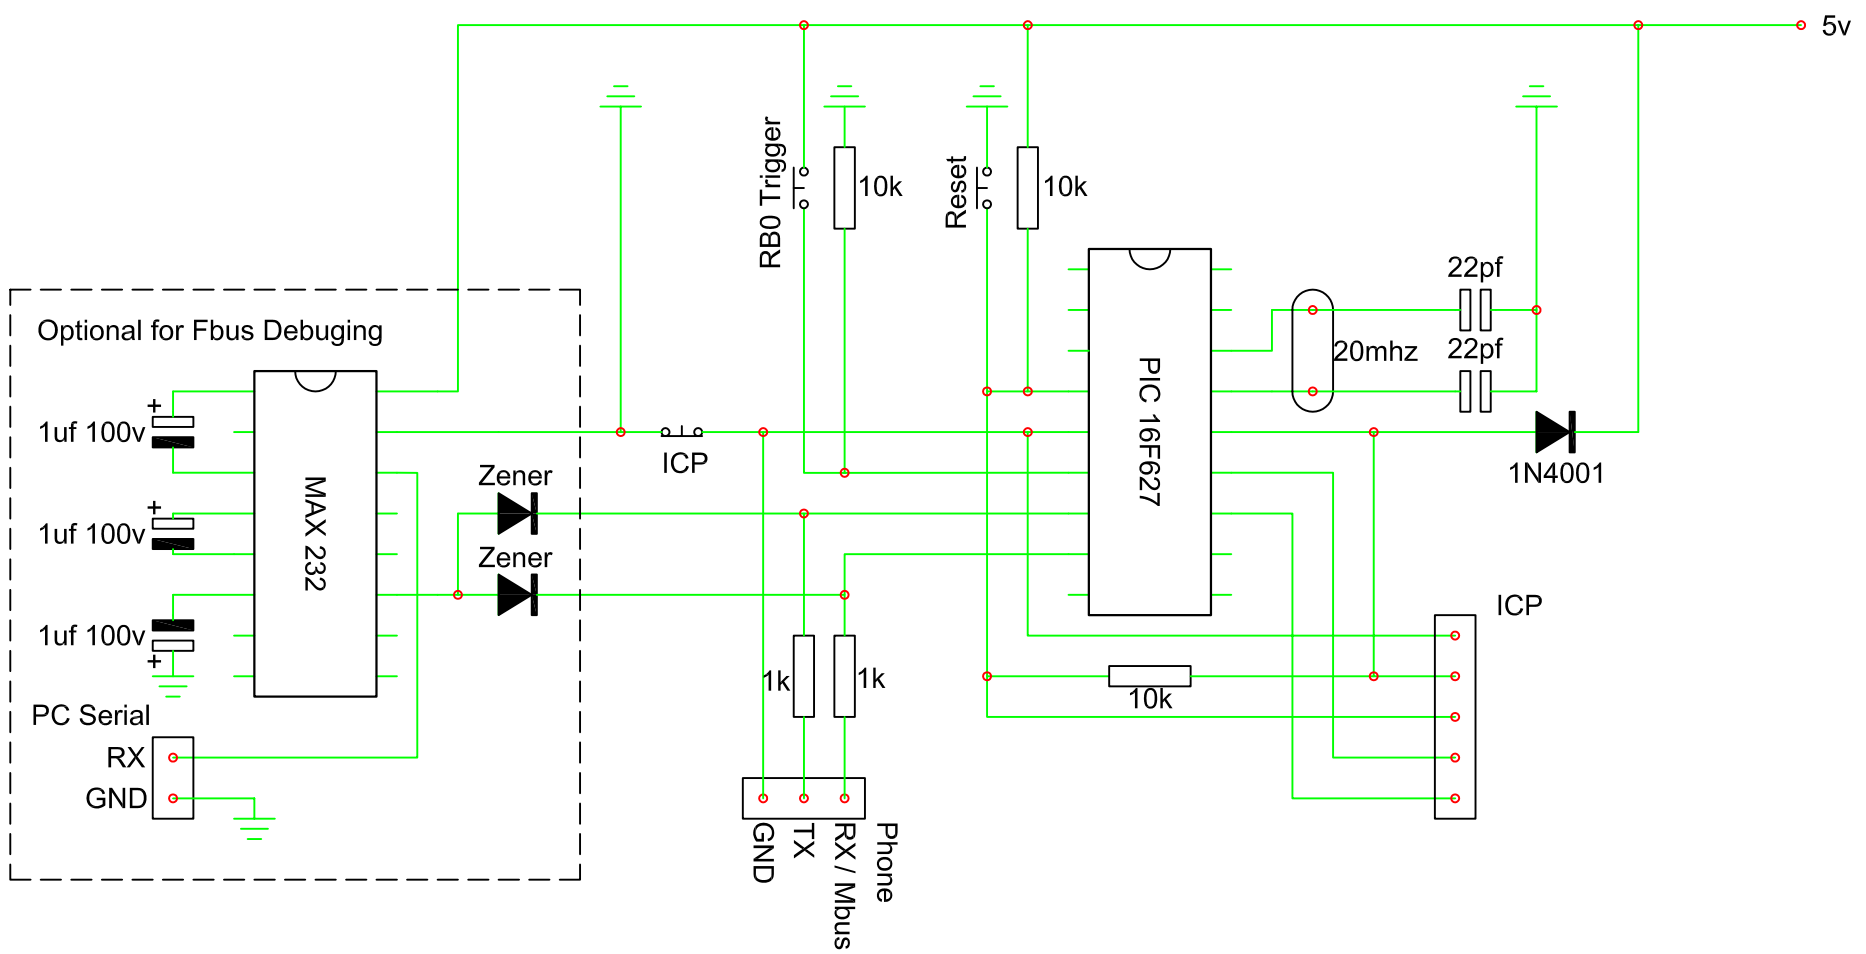 5v
RB0 Trigger
10k
Reset
10k
22pf
Optional for Fbus Debuging
20mhz
22pf
PIC 16F627
+
1uf 100v
ICP
1N4001
Zener
MAX 232
+
1uf 100v
Zener
1uf 100v
+
ICP
1k
1k
10k
PC Serial
RX
GND
GND
TX
RX / Mbus
Phone